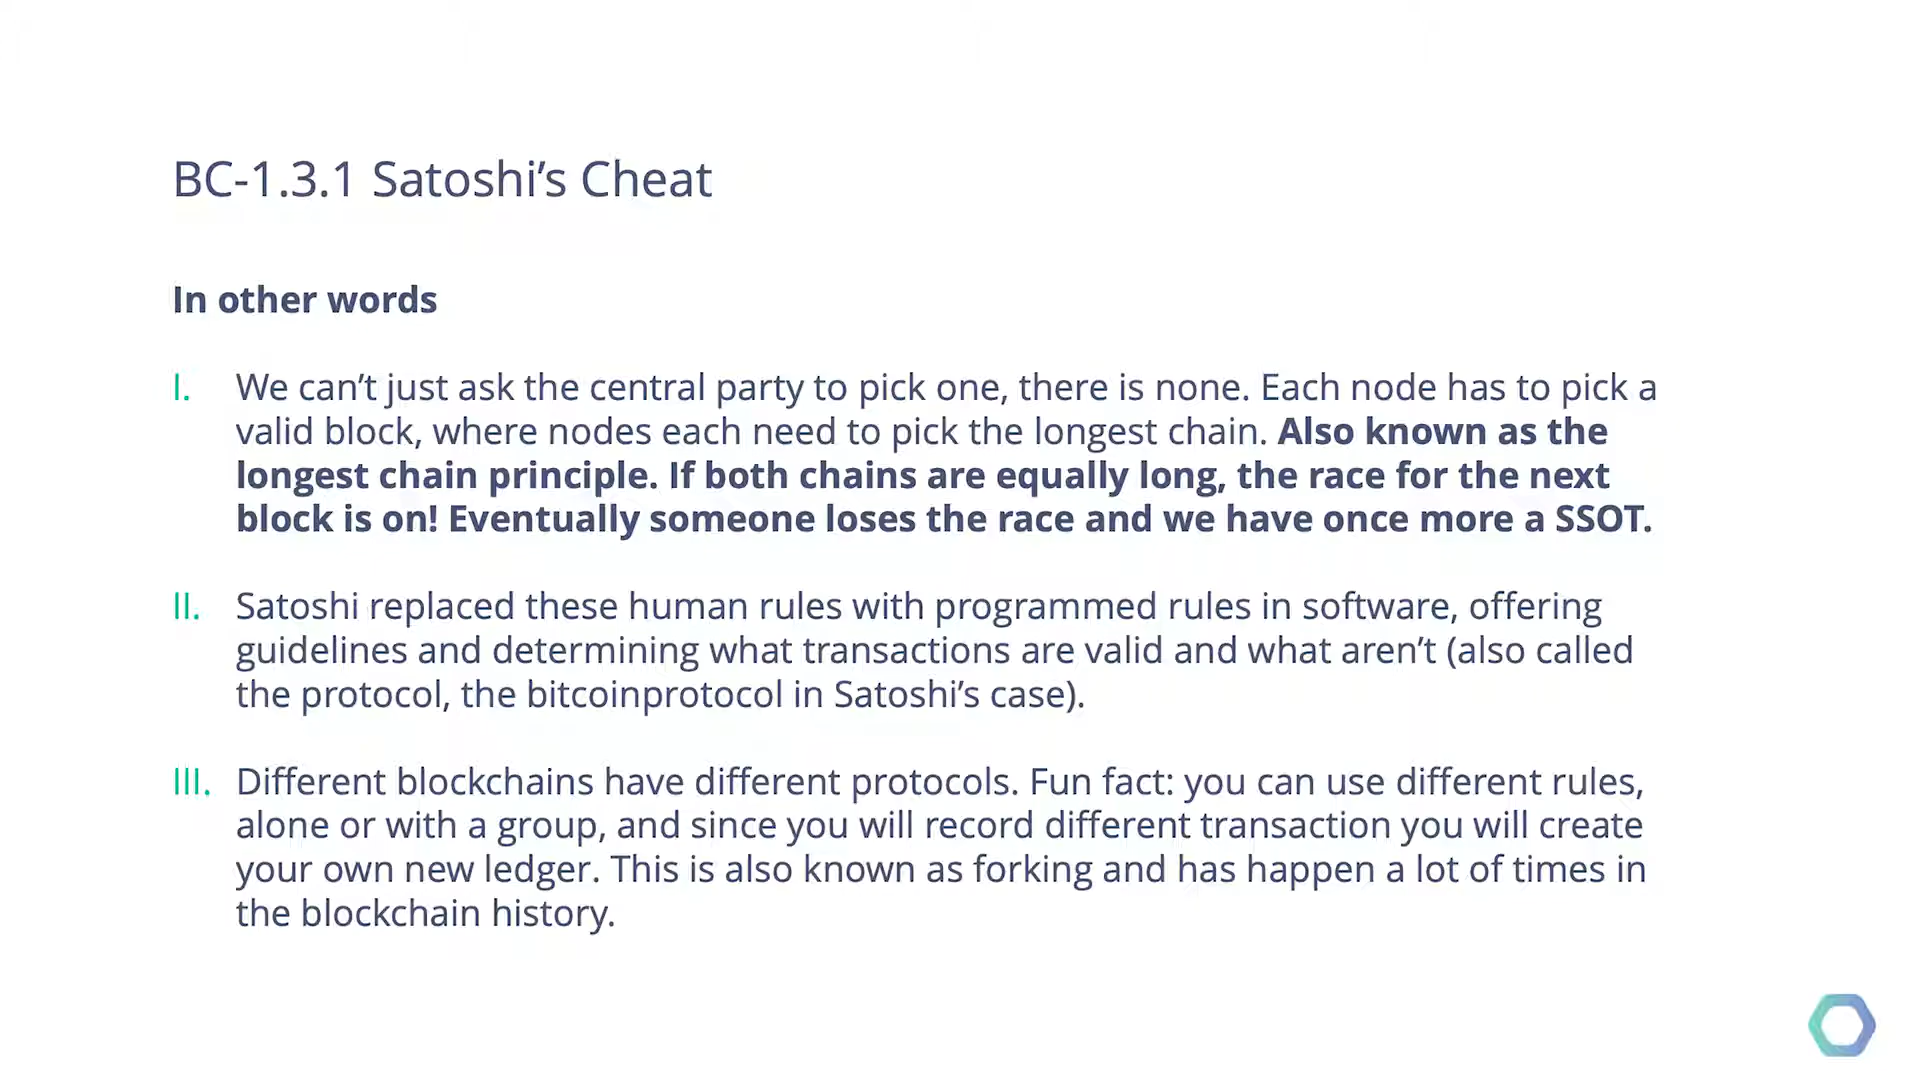 BC-1.3.1 Satoshi’s Cheat
In other words
I. We can’t just ask the central party to pick one, there is none. Each node has to pick a
valid block, where nodes each need to pick the longest chain. Also known as the
longest chain principle. If both chains are equally long, the race for the next
block is on! Eventually someone loses the race and we have once more a SSOT.
II. Satoshi replaced these human rules with programmed rules in software, offering
guidelines and determining what transactions are valid and what aren’t (also called
the protocol, the bitcoinprotocol in Satoshi’s case).
III. Different blockchains have different protocols. Fun fact: you can use different rules,
alone or with a group, and since you will record different transaction you will create
your own new ledger. This is also known as forking and has happen a lot of times in
the blockchain history.